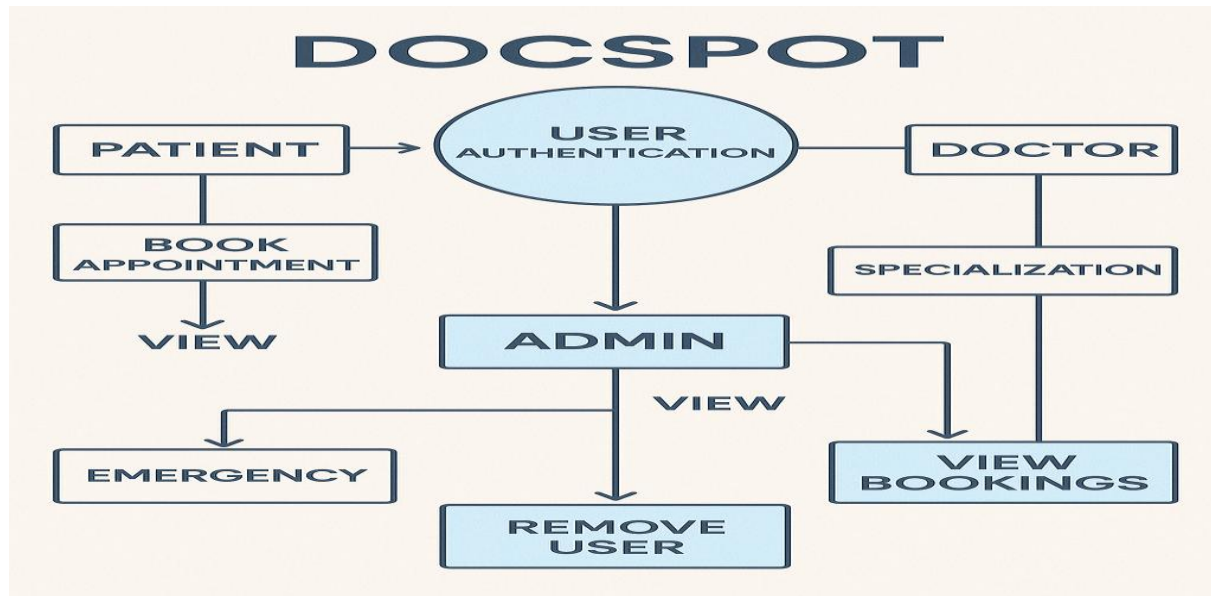 DOCSPOT
PATIENT
USER
AUTHENTICATION
DOCTOR
BOOK
APPOINTMENT
SPECIALIZATION
VIEW
ADMIN
VIEW
EMERGENCY
VIEW
BOOKINGS
REMOVE
USER